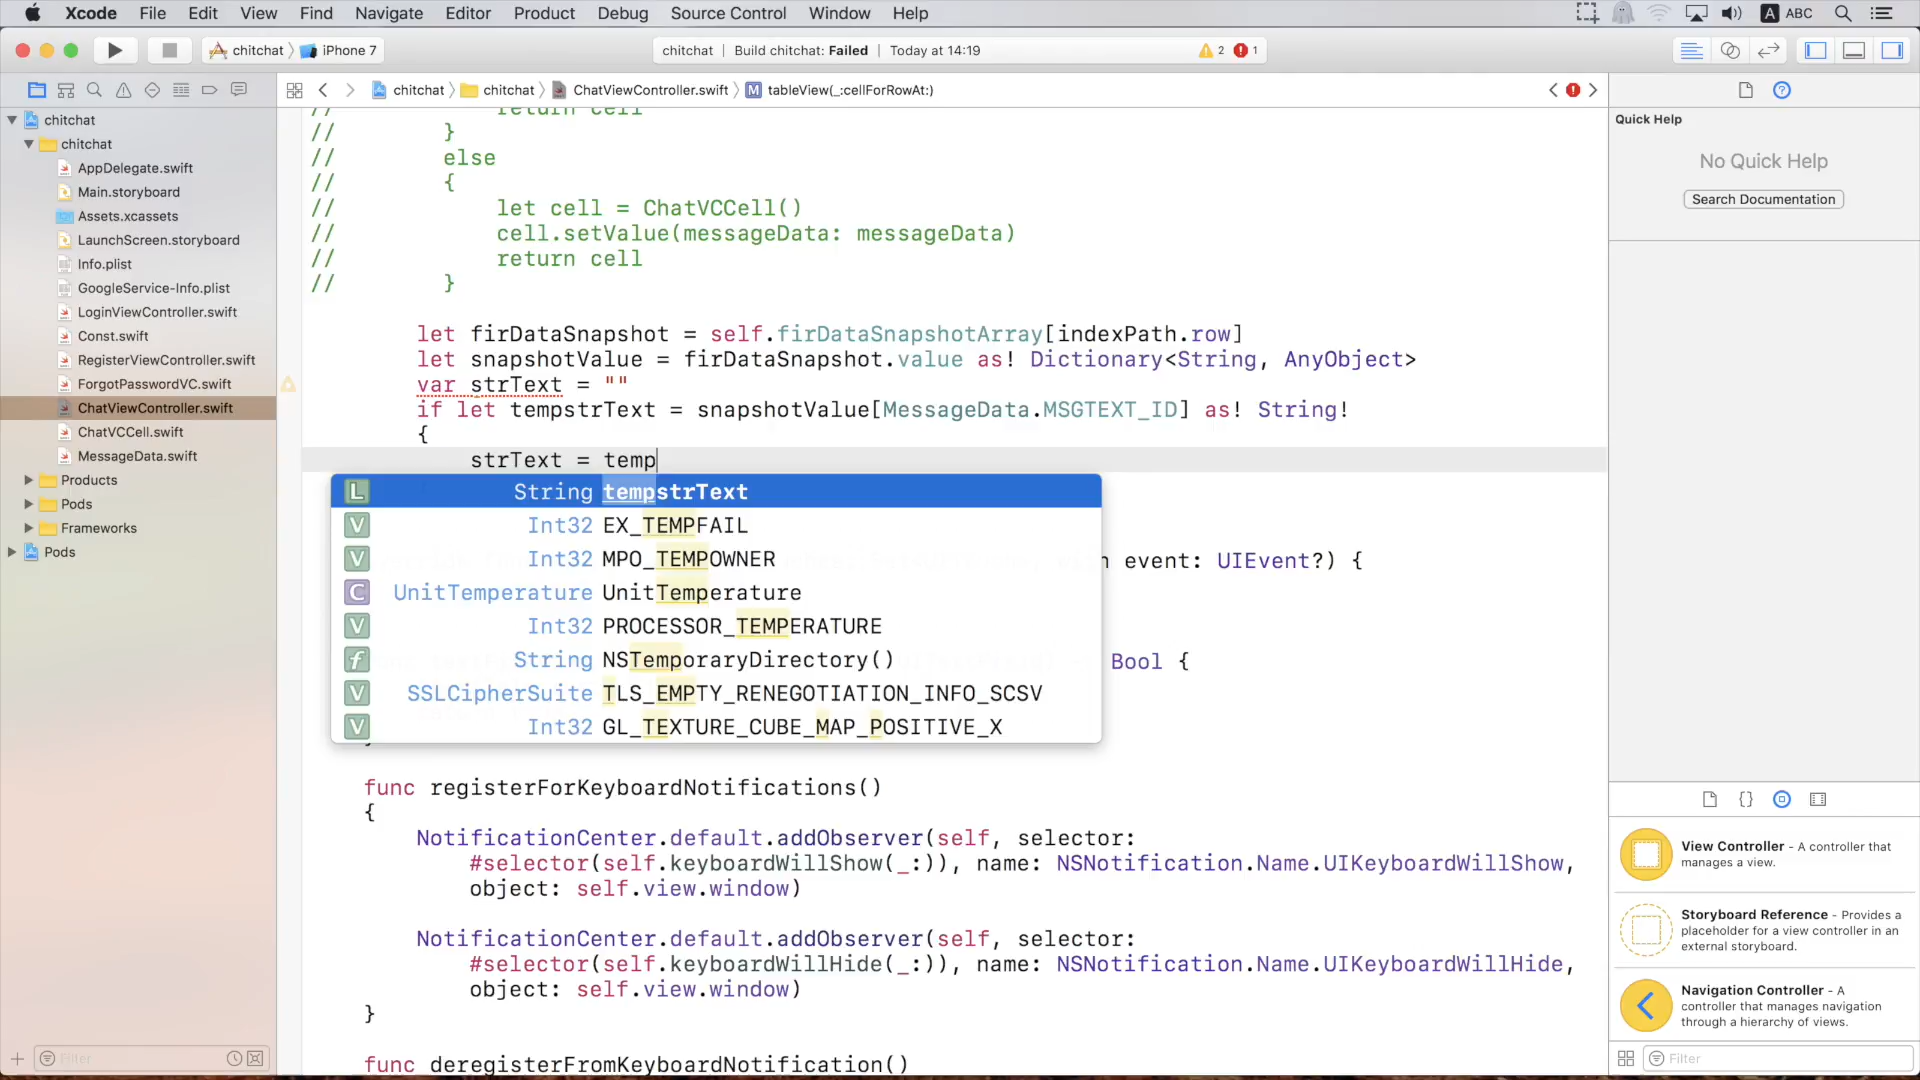 Xcode File Edit View Find Navigate Editor Product Debug Source Control Window Help A ABC
chitchat iPhone 7 chitchat | Build chitchat: Failed | Today at 14:19 2 1
chitchat chitchat ChatViewController.swift M tableView(_:cellForRowAt:)
chitchat
chitchat
AppDelegate.swift
Main.storyboard
Assets.xcassets
LaunchScreen.storyboard
Info.plist
GoogleService-Info.plist
LoginViewController.swift
Const.swift
RegisterViewController.swift
ForgotPasswordVC.swift
ChatViewController.swift
ChatVCCell.swift
MessageData.swift
Products
Pods
Frameworks
Pods
Filter
// return cell
// }
// else
// {
// let cell = ChatVCCell()
// cell.setValue(messageData: messageData)
// return cell
// }
let firDataSnapshot = self.firDataSnapshotArray[indexPath.row]
let snapshotValue = firDataSnapshot.value as! Dictionary<String, AnyObject>
var strText = ""
if let tempstrText = snapshotValue[MessageData.MSGTEXT_ID] as! String!
{
strText = temp
L String tempstrText
V Int32 EX_TEMPFAIL
V Int32 MPO_TEMPOWNER
C UnitTemperature UnitTemperature
V Int32 PROCESSOR_TEMPERATURE
f String NSTemporaryDirectory()
V SSLCipherSuite TLS_EMPTY_RENEGOTIATION_INFO_SCSV
V Int32 GL_TEXTURE_CUBE_MAP_POSITIVE_X
event: UIEvent?) {
Bool {
func registerForKeyboardNotifications()
{
NotificationCenter.default.addObserver(self, selector:
#selector(self.keyboardWillShow(_:)), name: NSNotification.Name.UIKeyboardWillShow,
object: self.view.window)
NotificationCenter.default.addObserver(self, selector:
#selector(self.keyboardWillHide(_:)), name: NSNotification.Name.UIKeyboardWillHide,
object: self.view.window)
}
func deregisterFromKeyboardNotification()
Quick Help
No Quick Help
Search Documentation
View Controller - A controller that
manages a view.
Storyboard Reference - Provides a
placeholder for a view controller in an
external storyboard.
Navigation Controller - A
controller that manages navigation
through a hierarchy of views.
Filter